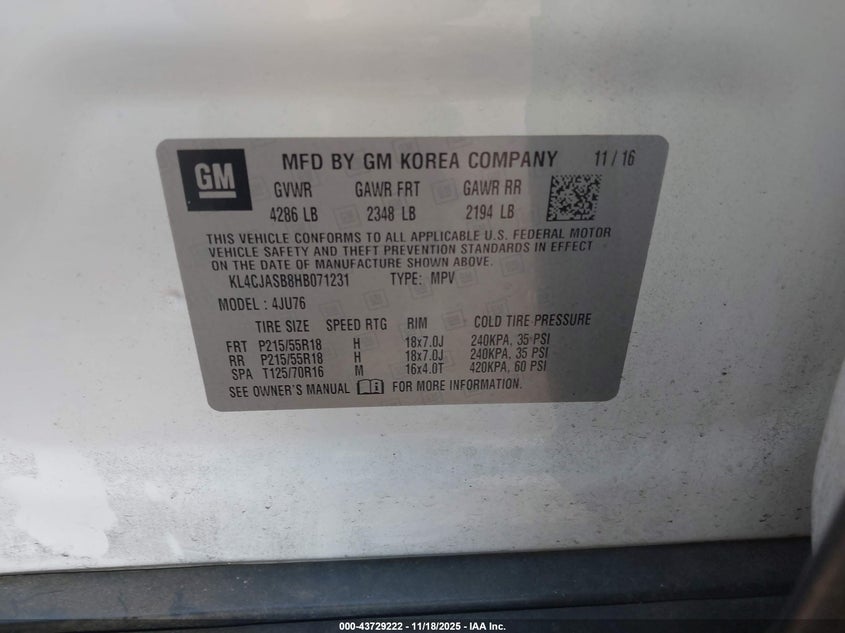 GM
MFD BY GM KOREA COMPANY 11 / 16
GVWR GAWR FRT GAWR RR
4286 LB 2348 LB 2194 LB
THIS VEHICLE CONFORMS TO ALL APPLICABLE U.S. FEDERAL MOTOR
VEHICLE SAFETY AND THEFT PREVENTION STANDARDS IN EFFECT
ON THE DATE OF MANUFACTURE SHOWN ABOVE.
KL4CJASB8HB071231 TYPE: MPV
MODEL : 4JU76
TIRE SIZE SPEED RTG RIM COLD TIRE PRESSURE
FRT P215/55R18 H 18x7.0J 240KPA, 35 PSI
RR P215/55R18 H 18x7.0J 240KPA, 35 PSI
SPA T125/70R16 M 16x4.0T 420KPA, 60 PSI
SEE OWNER'S MANUAL FOR MORE INFORMATION.
000-43729222 - 11/18/2025 - IAA Inc.